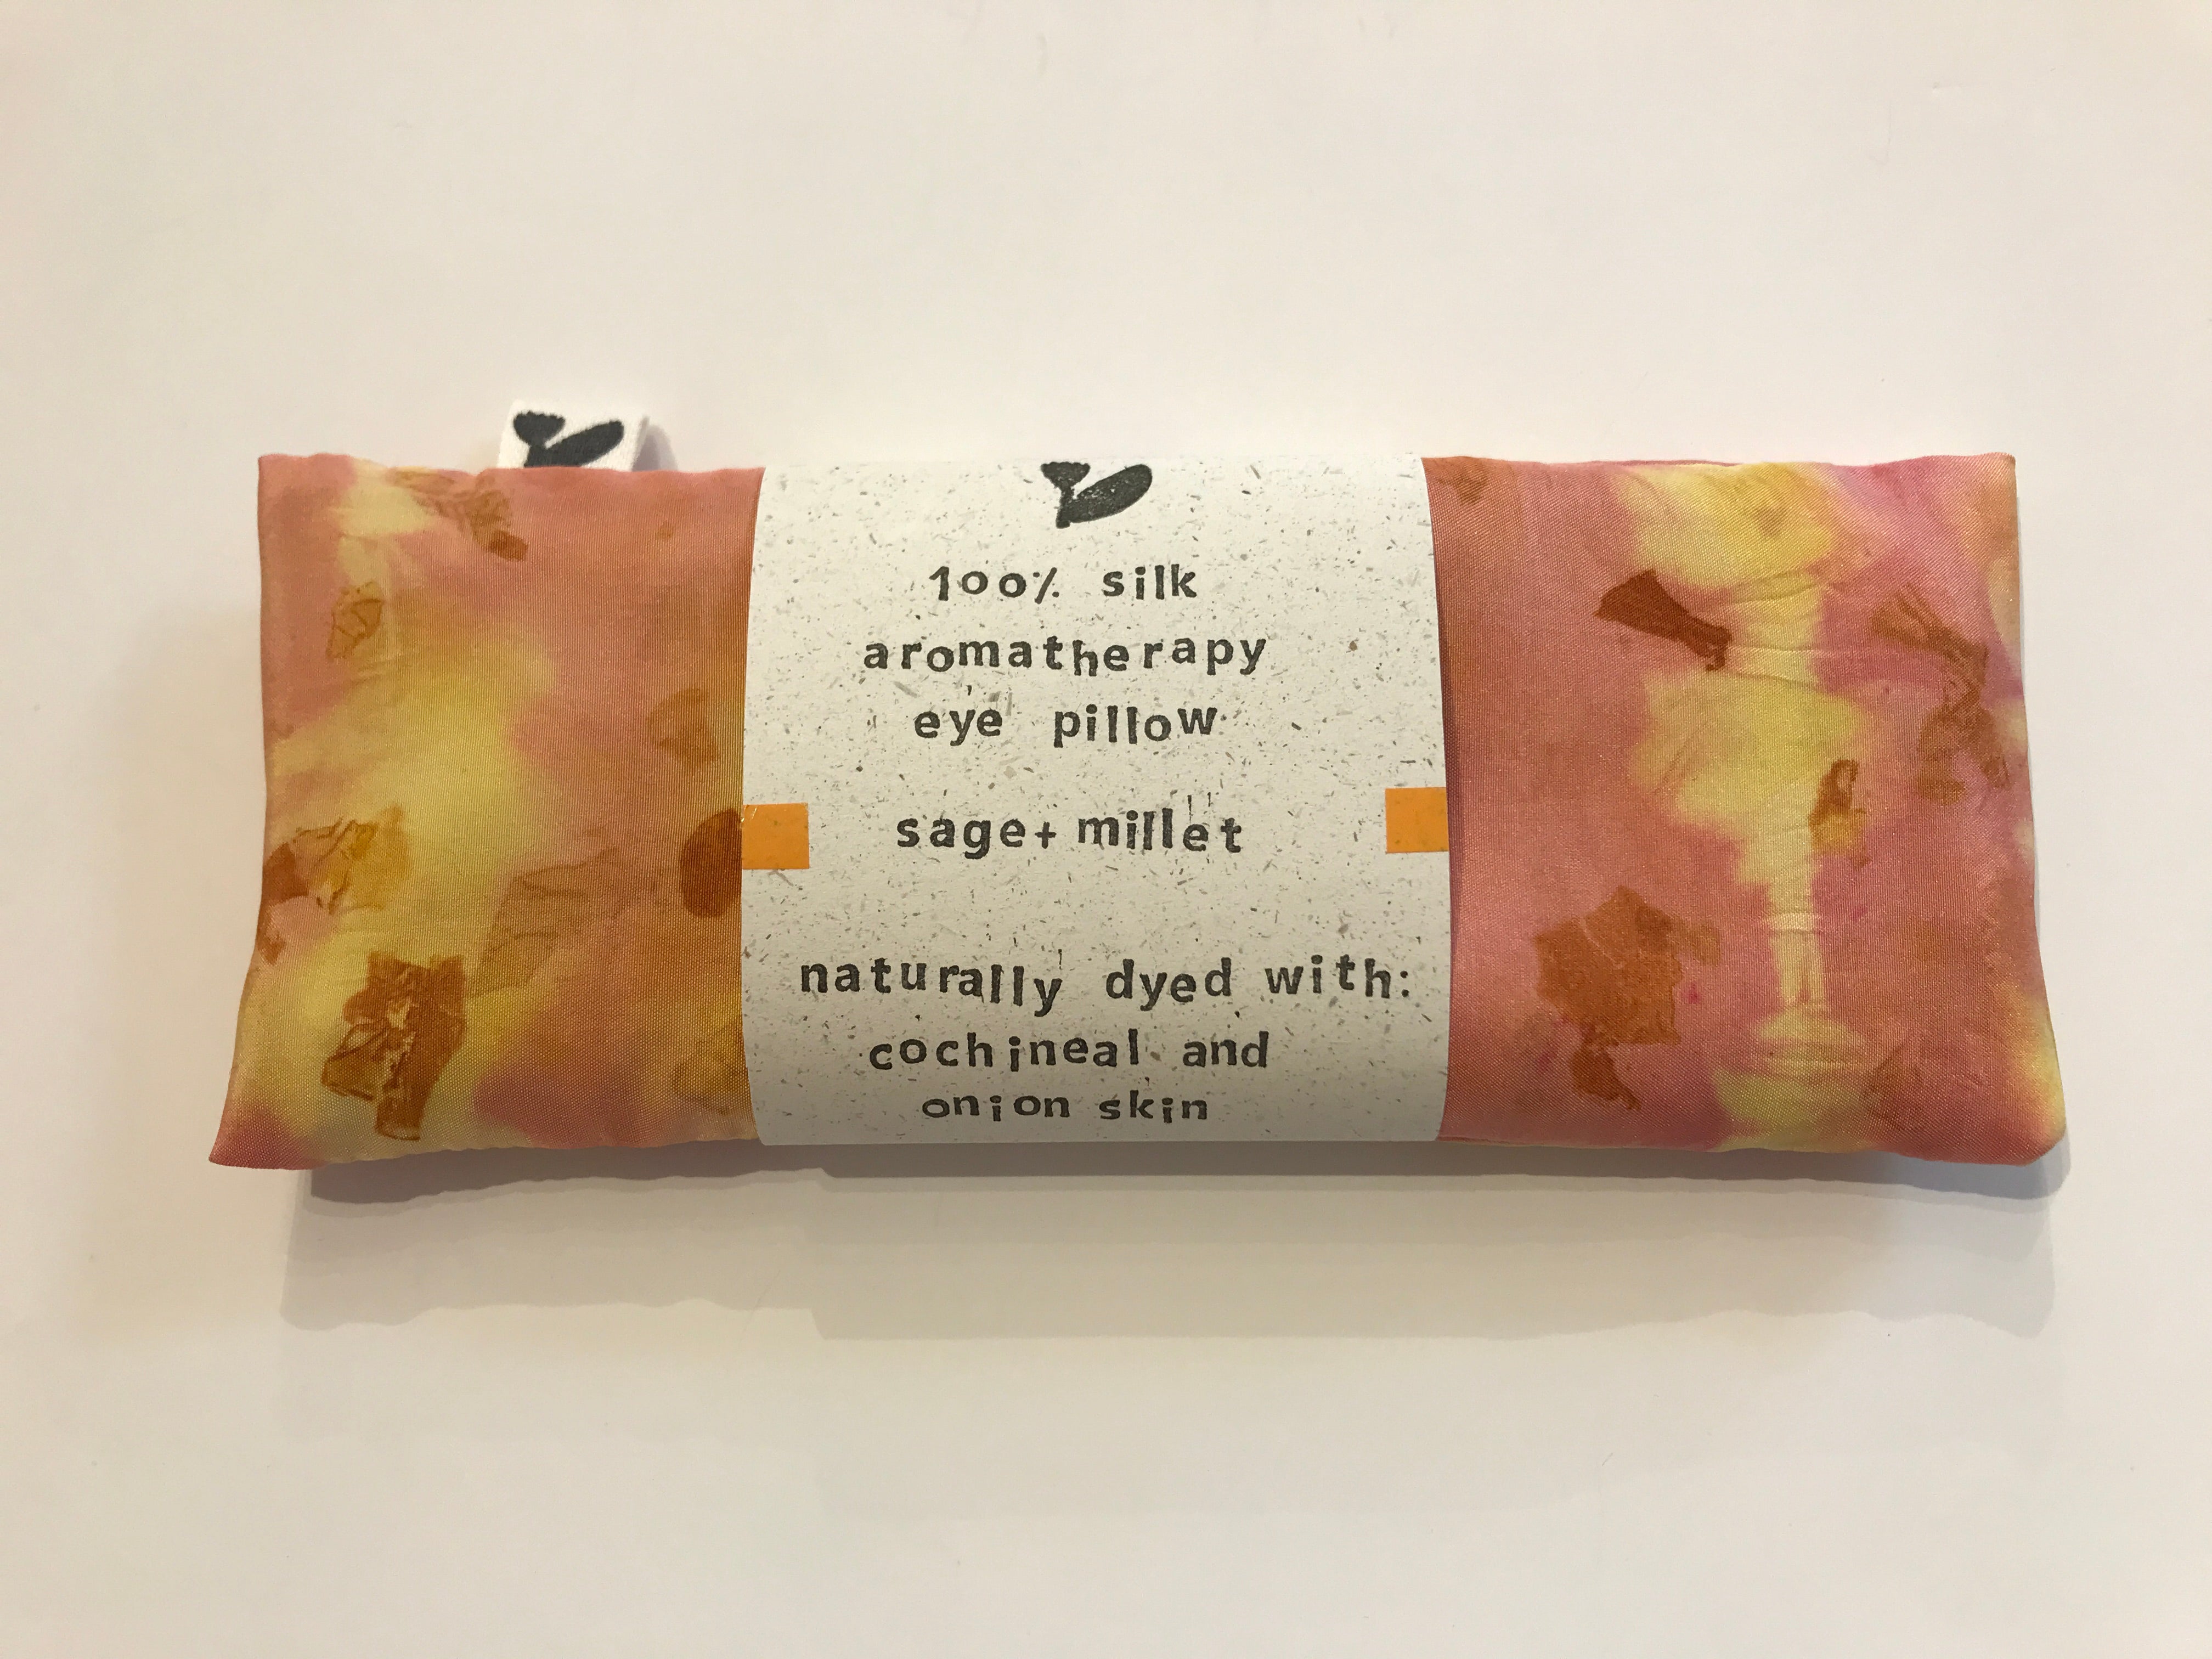 100% silk
aromatherapy
eye pillow
sage+ millet
naturally dyed with:
cochineal and
onion skin